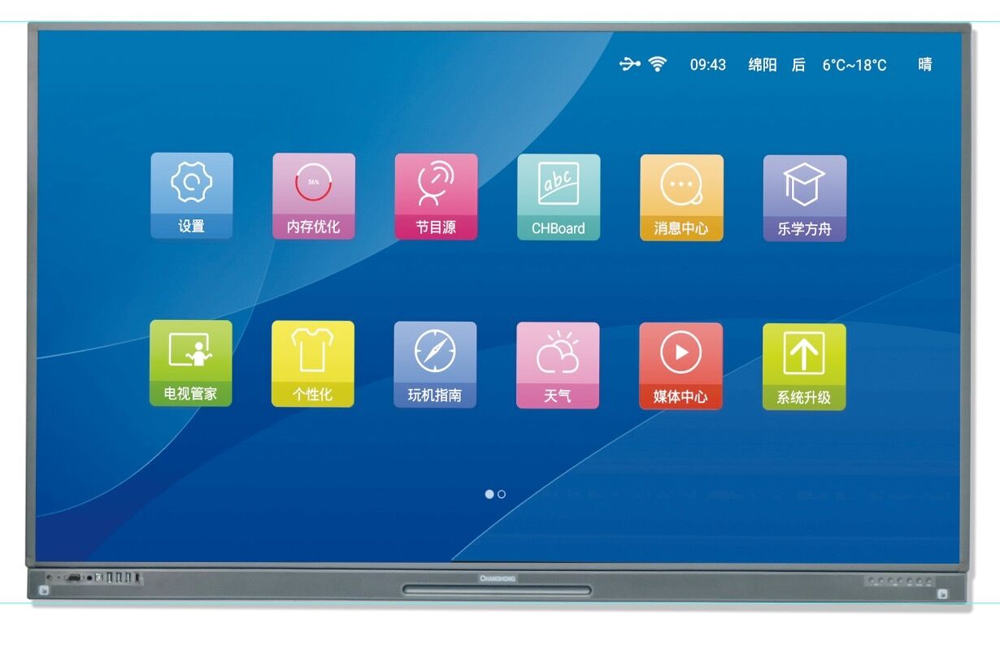 09:43 绵阳 后 6°C~18°C 晴
56%
abc
设置 内存优化 节目源 CHBoard 消息中心 乐学方舟
电视管家 个性化 玩机指南 天气 媒体中心 系统升级
CHANGHONG